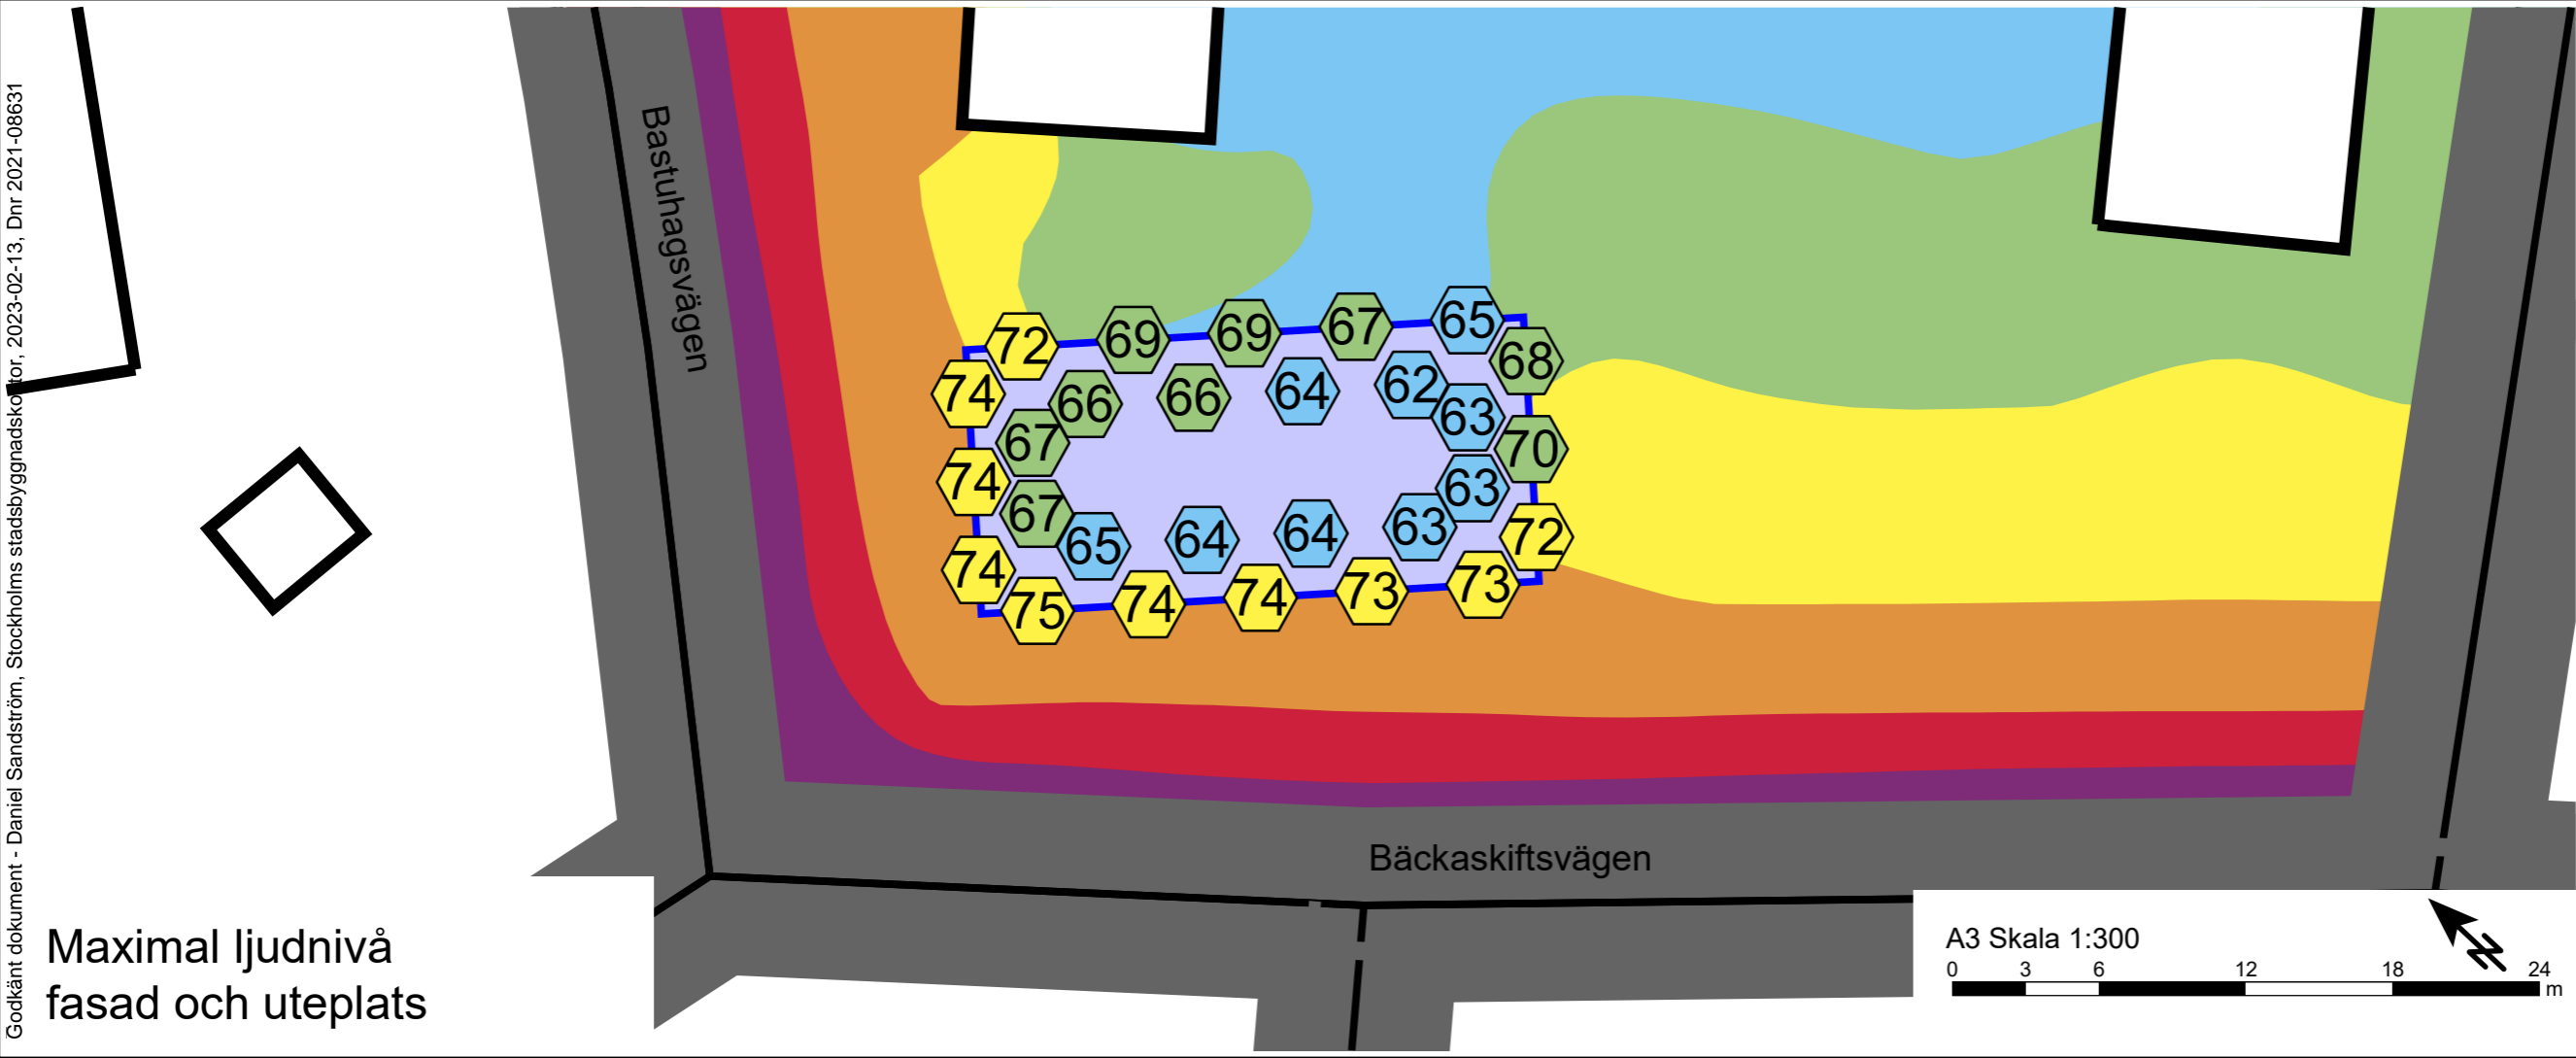 Godkänt dokument - Daniel Sandström, Stockholms stadsbyggnadskontor, 2023-02-13, Dnr 2021-08631
Bastuhagsvägen
72 69 69 67 65
68
74 66 66 64 62
63
67 70
74 63
67 65 64 64 63 72
74
75 74 74 73 73
Bäckaskiftsvägen
Maximal ljudnivå
fasad och uteplats
A3 Skala 1:300
0 3 6 12 18 24
m